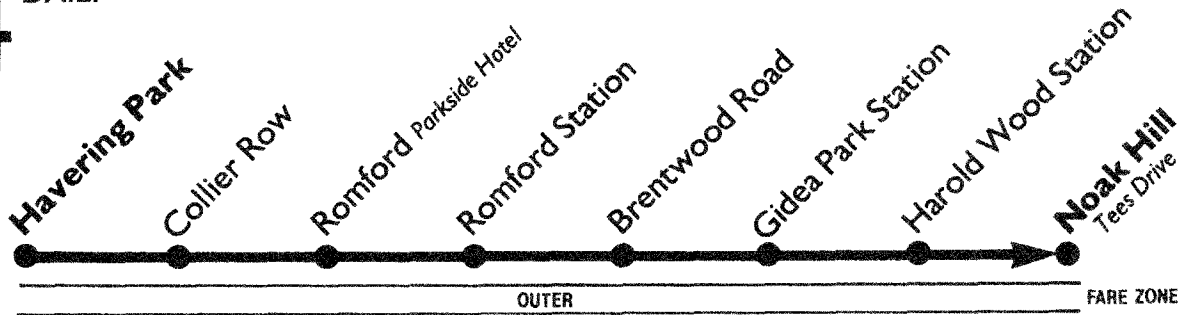 Havering Park
Collier Row
Romford Parkside Hotel
Romford Station
Brentwood Road
Gidea Park Station
Harold Wood Station
Noak Hill
Tees Drive
OUTER
FARE ZONE